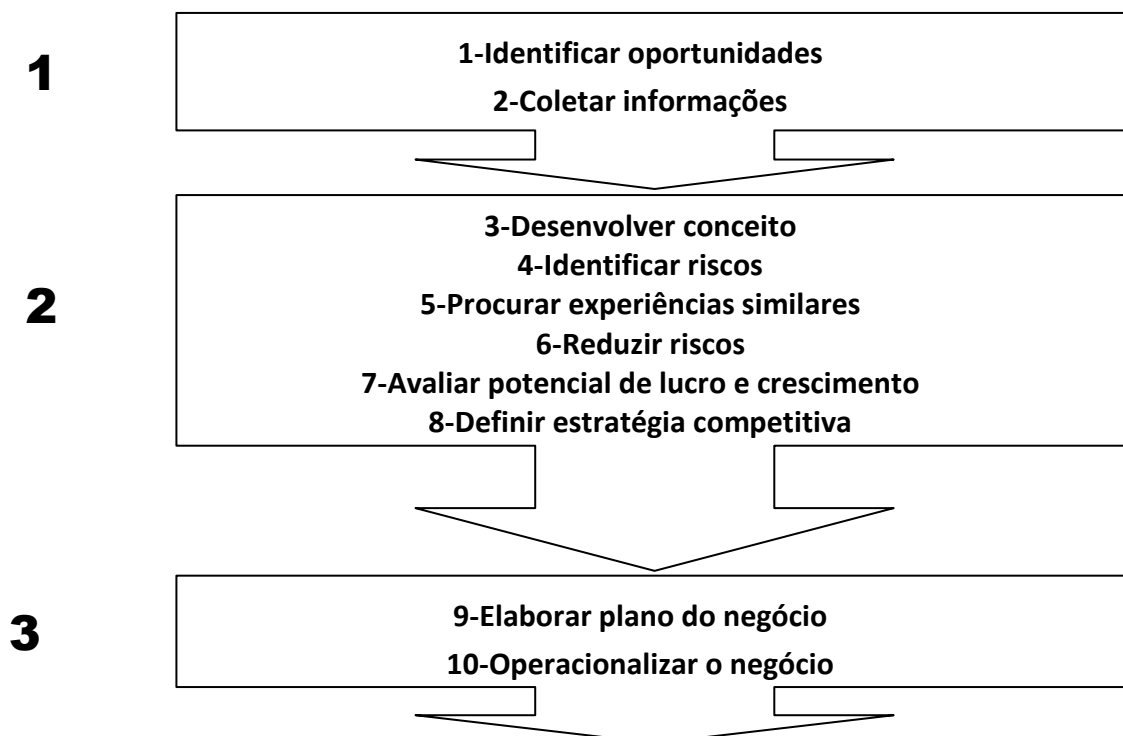 1
1-Identificar oportunidades
2-Coletar informações
2
3-Desenvolver conceito
4-Identificar riscos
5-Procurar experiências similares
6-Reduzir riscos
7-Avaliar potencial de lucro e crescimento
8-Definir estratégia competitiva
3
9-Elaborar plano do negócio
10-Operacionalizar o negócio